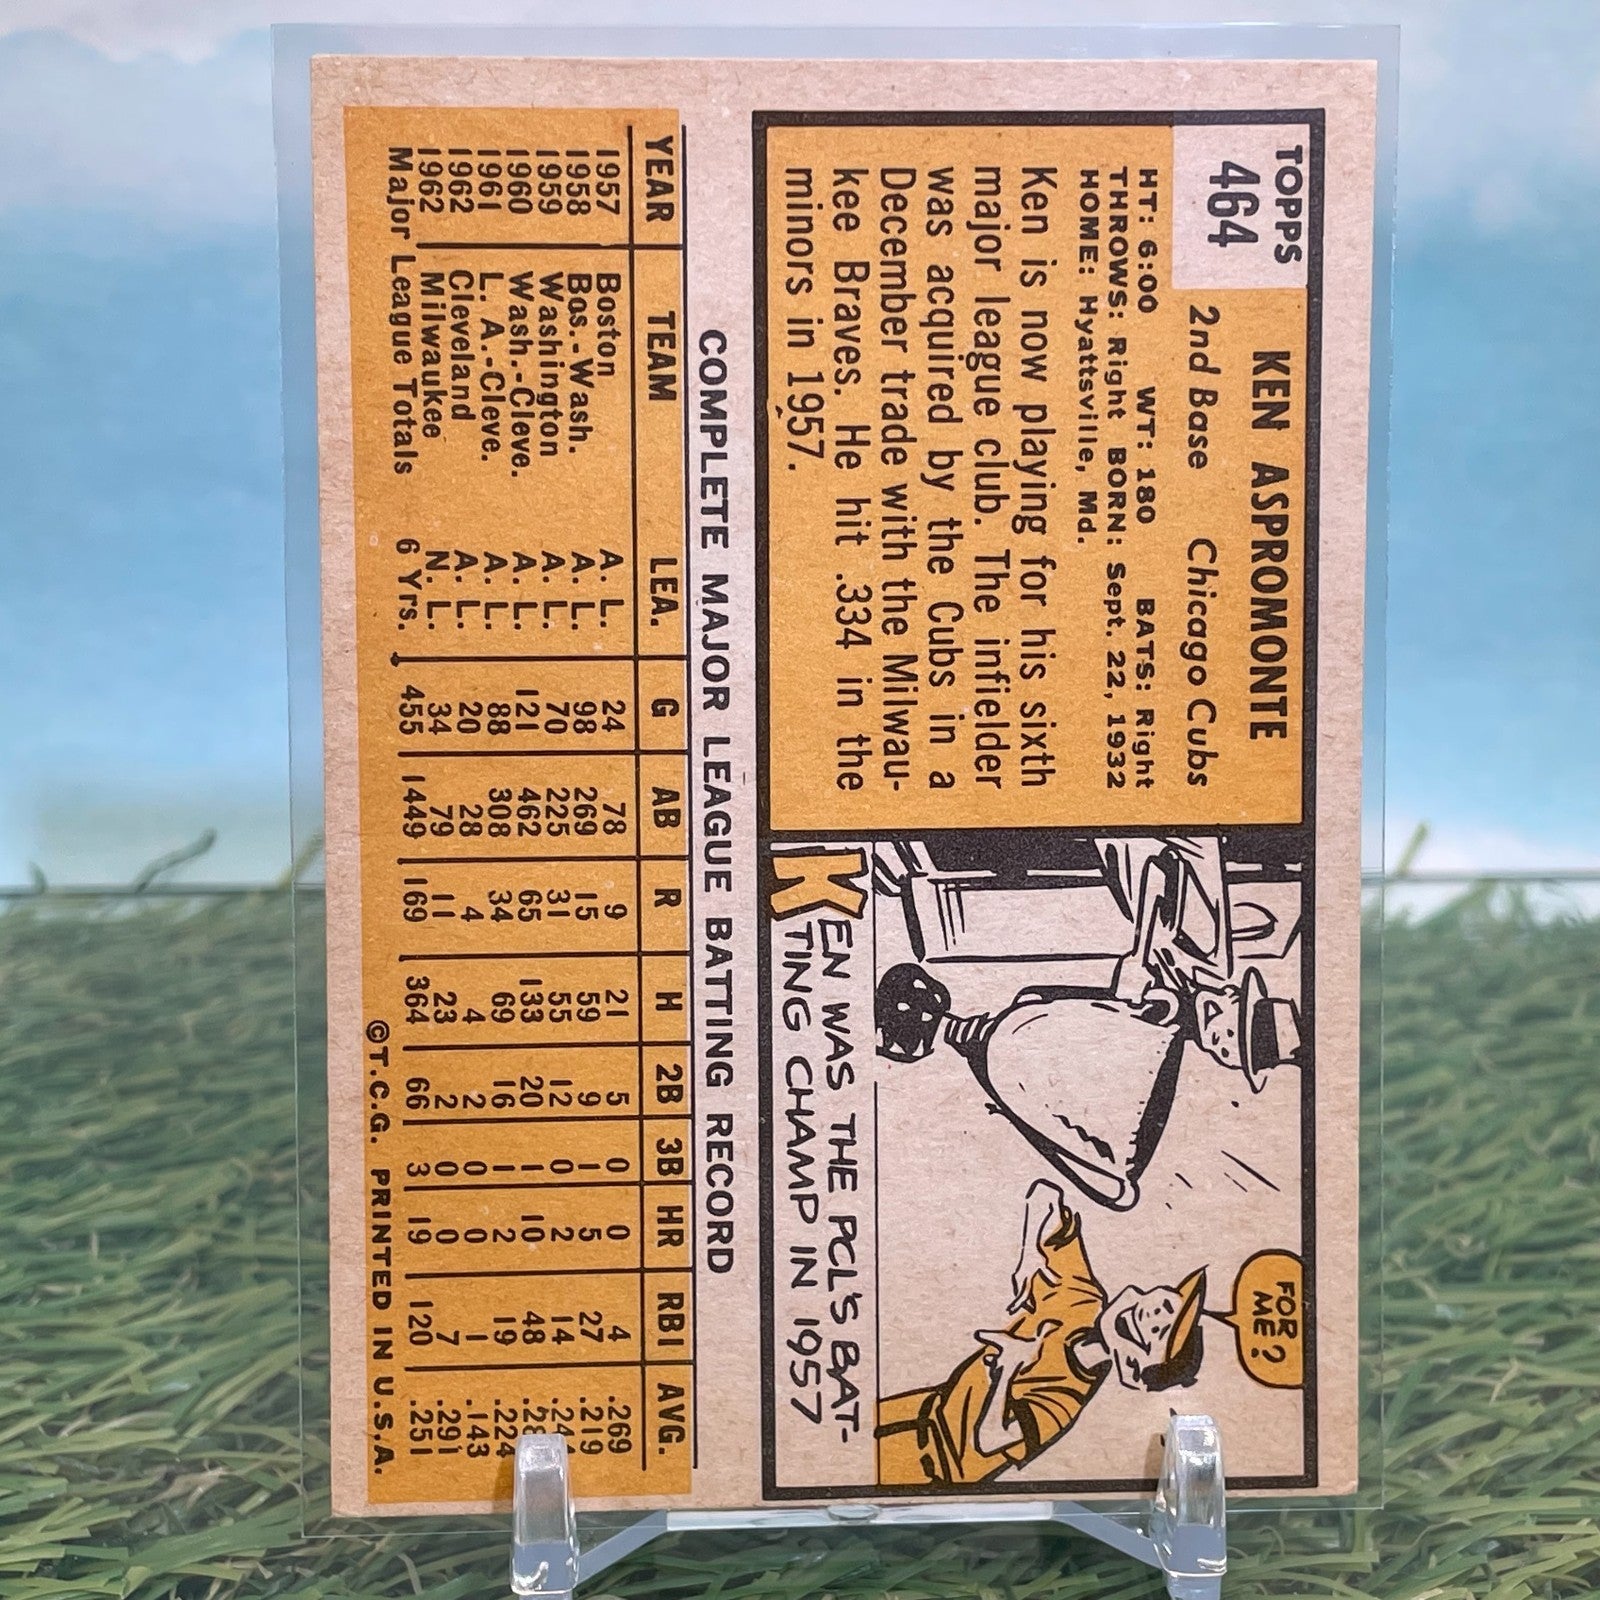 TOPPS
464
KEN ASPROMONTE
2nd Base Chicago Cubs
HT: 6:00 WT: 180 BATS: Right
THROWS: Right BORN: Sept. 22, 1932
HOME: Hyattsville, Md.
Ken is now playing for his sixth
major league club. The infielder
was acquired by the Cubs in a
December trade with the Milwau-
kee Braves. He hit .334 in the
minors in 1957.
FOR
ME?
KEN WAS THE PCL'S BAT-
TING CHAMP IN 1957
COMPLETE MAJOR LEAGUE BATTING RECORD
YEAR TEAM LEA. G AB R H 2B 3B HR RBI AVG.
1957 Boston A. L. 24 78 9 21 5 0 0 4 .269
1958 Bos.-Wash. A. L. 98 269 15 59 9 1 5 27 .219
1959 Washington A. L. 70 225 31 55 12 0 2 14
1960 Wash.-Cleve. A. L. 121 462 65 133 20 1 10 48
1961 L. A.-Cleve. A. L. 88 308 34 69 16 1 2 19 .224
1962 Cleveland A. L. 20 28 4 4 2 0 0 1 .143
1962 Milwaukee N. L. 34 79 11 23 2 0 0 7 .291
Major League Totals 6 Yrs. 455 1449 169 364 66 3 19 120 .251
©T.C.G. PRINTED IN U.S.A.